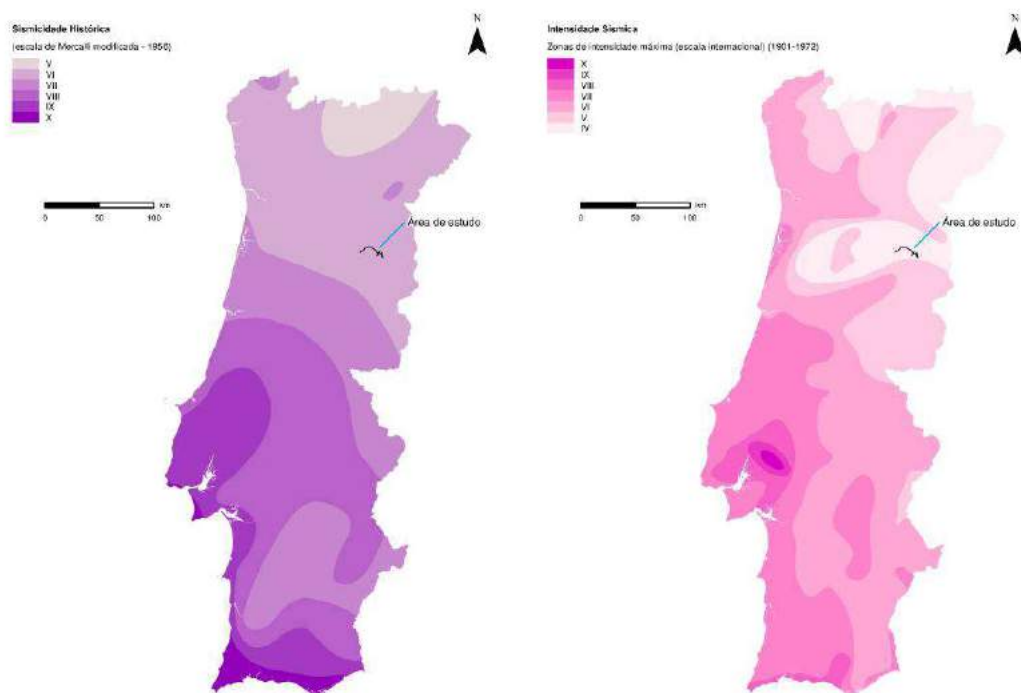 Sismicidade Histórica
(escala de Mercalli modificada - 1956)
V
VI
VII
VIII
IX
X
N
0 50 100
km
Área de estudo
Intensidade Sísmica
Zonas de intensidade máxima (escala internacional) (1901-1972)
X
IX
VIII
VII
VI
V
IV
N
0 50 100
km
Área de estudo